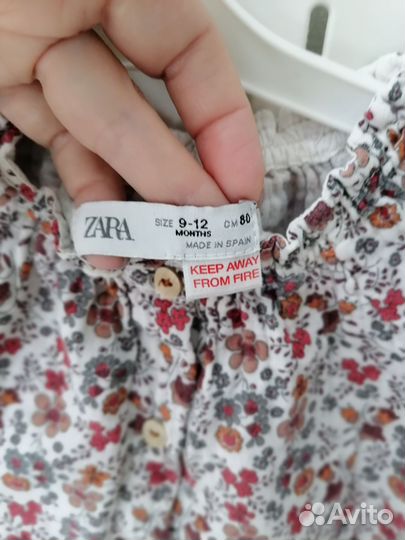 ZARA
SIZE 9-12 CM 80
MONTHS
MADE IN SPAIN
KEEP AWAY
FROM FIRE
Avito